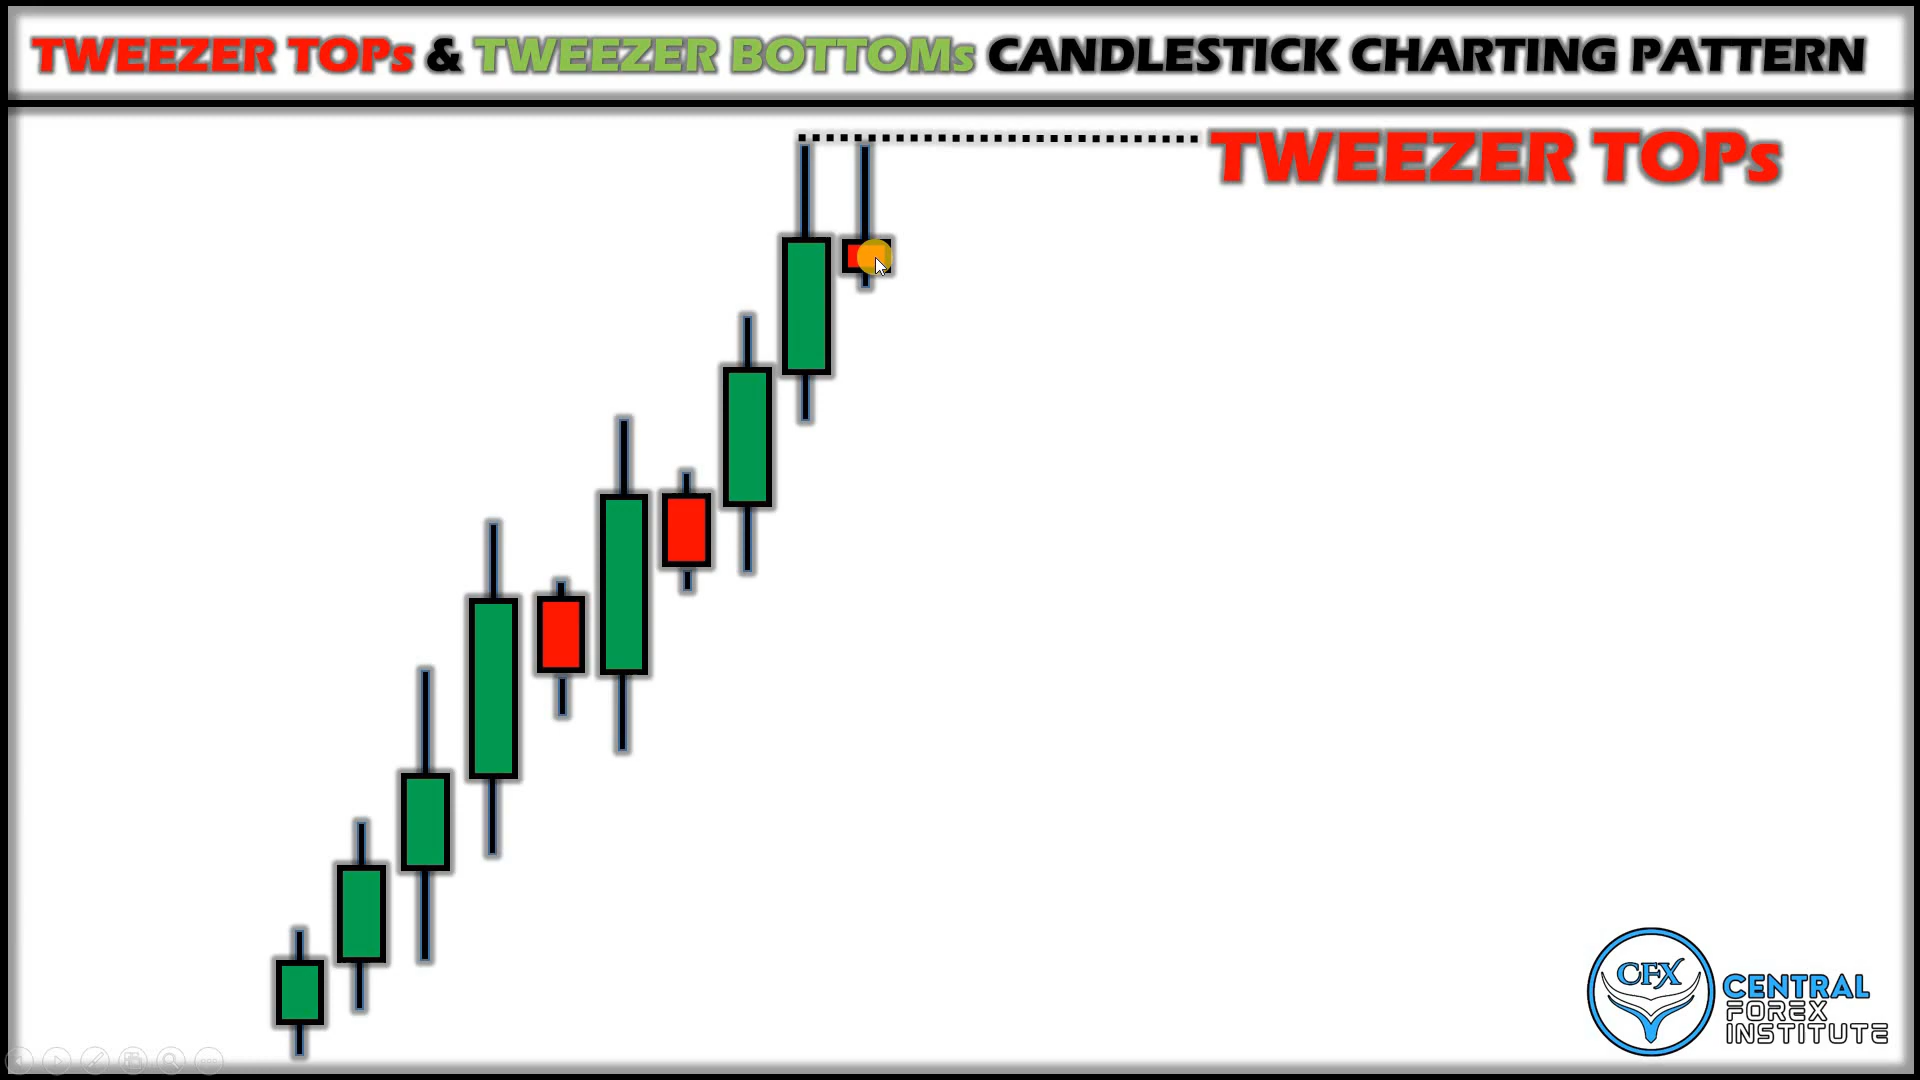 TWEEZER TOPs & TWEEZER BOTTOMs CANDLESTICK CHARTING PATTERN
TWEEZER TOPs
CFX
CENTRAL
FOREX
INSTITUTE